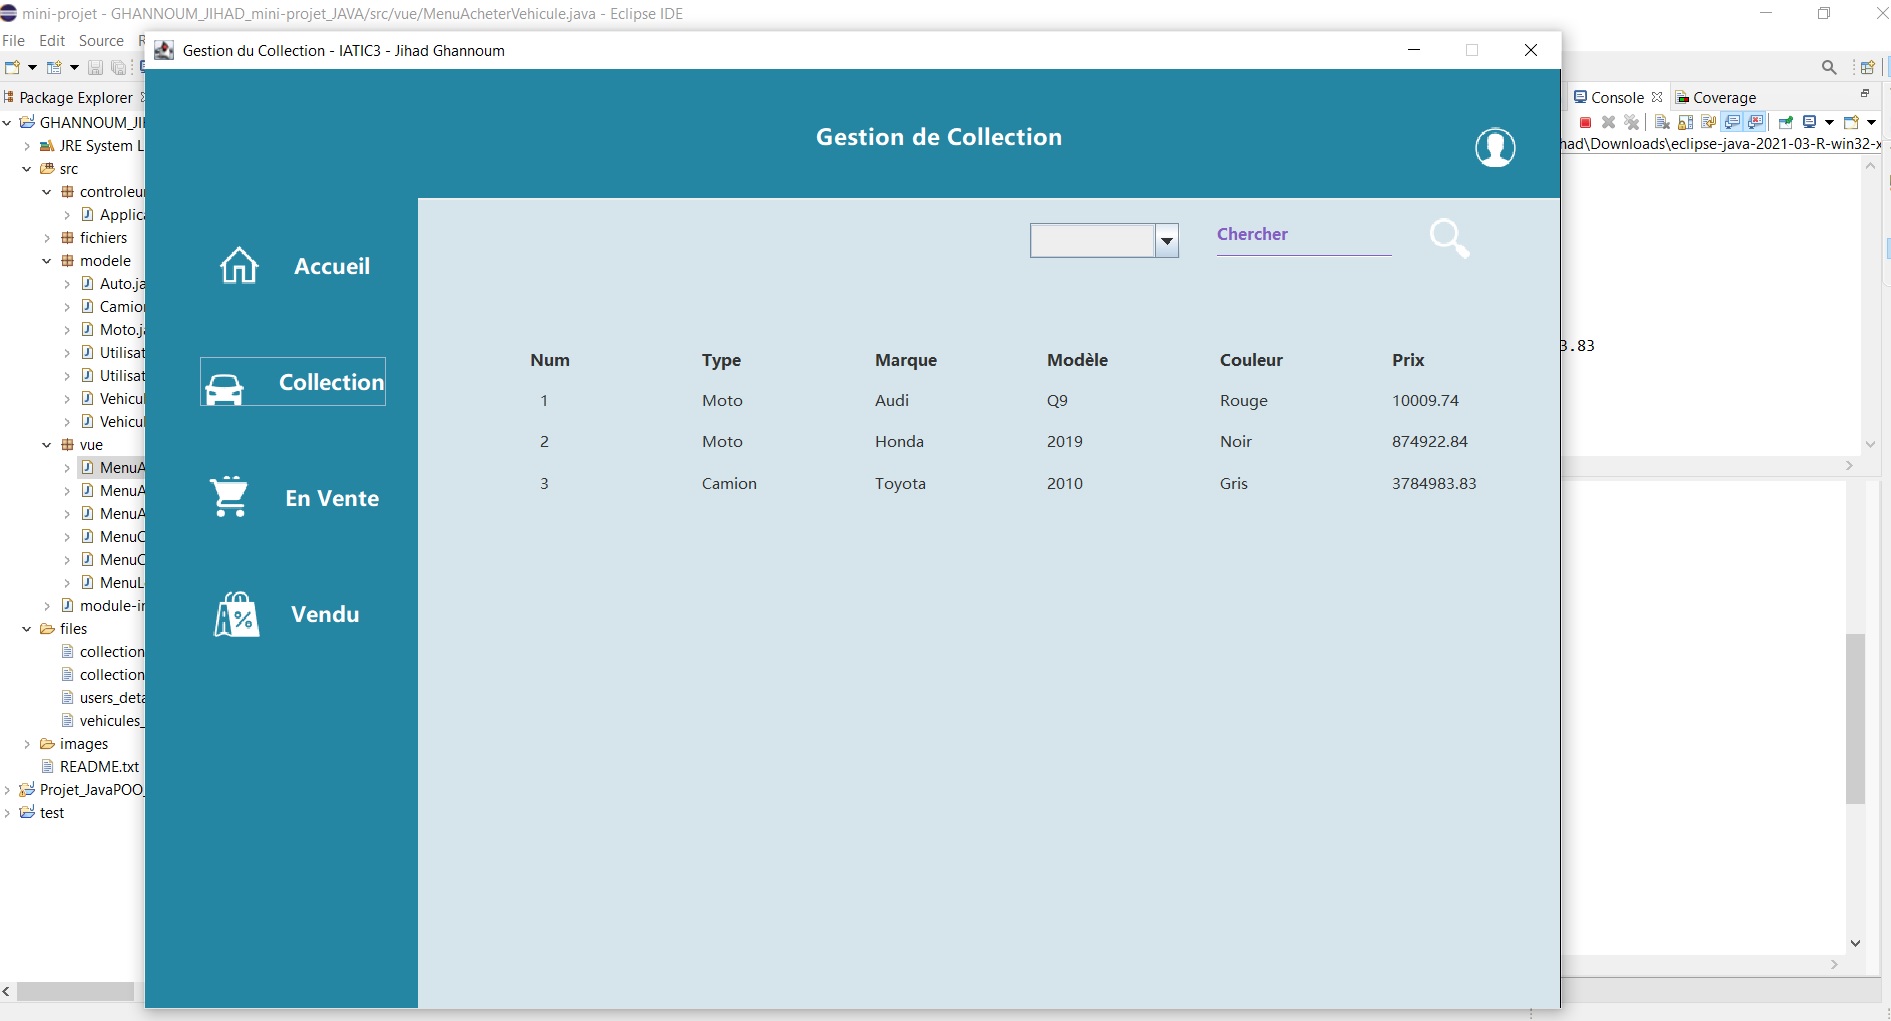 mini-projet - GHANNOUM_JIHAD_mini-projet_JAVA/src/vue/MenuAcheterVehicule.java - Eclipse IDE
File Edit Source
Gestion du Collection - IATIC3 - Jihad Ghannoum
Package Explorer
GHANNOUM_JI
JRE System L
src
controleu
Applica
fichiers
modele
Auto.ja
Camio
Moto.j
Utilisat
Utilisat
Vehicul
Vehicul
vue
MenuA
MenuA
MenuA
MenuC
MenuC
MenuL
module-in
files
collection
collection
users_deta
vehicules_
images
README.txt
Projet_JavaPOO_
test
Gestion de Collection
Accueil
Collection
En Vente
Vendu
Chercher
Num Type Marque Modèle Couleur Prix
1 Moto Audi Q9 Rouge 10009.74
2 Moto Honda 2019 Noir 874922.84
3 Camion Toyota 2010 Gris 3784983.83
Console Coverage
had\Downloads\eclipse-java-2021-03-R-win32-x
3.83